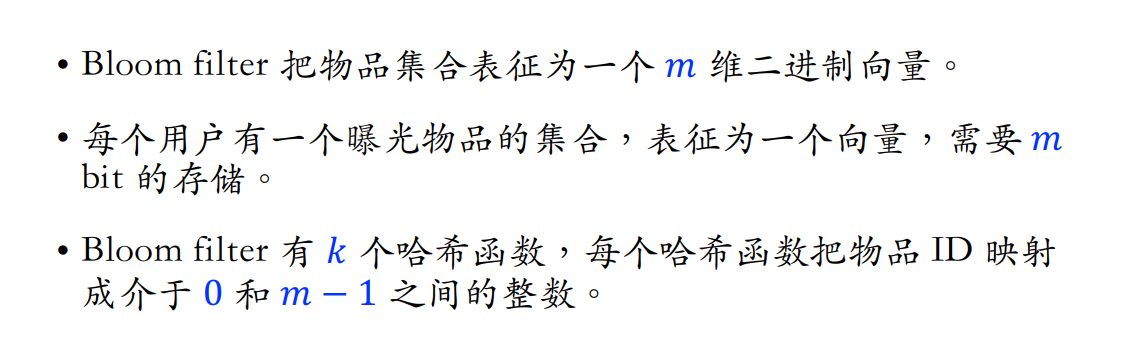 • Bloom filter 把物品集合表征为一个 m 维二进制向量。
• 每个用户有一个曝光物品的集合，表征为一个向量，需要 m
bit 的存储。
• Bloom filter 有 k 个哈希函数，每个哈希函数把物品 ID 映射
成介于 0 和 m − 1 之间的整数。